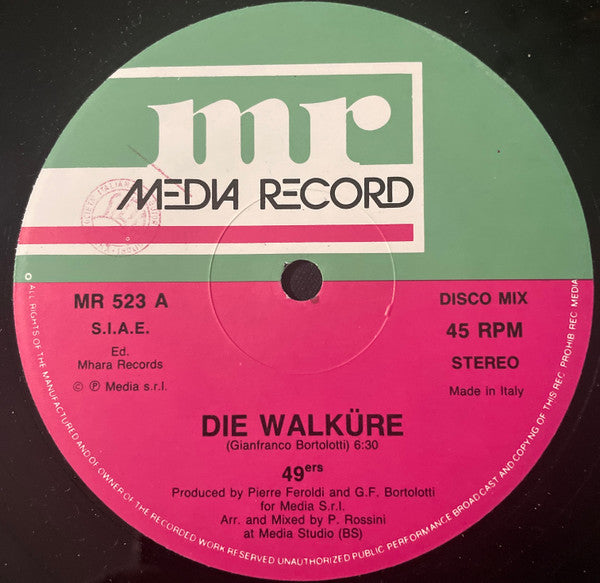 mr
MEDIA RECORD
MR 523 A
S.I.A.E.
Ed.
Mhara Records
© ℗ Media s.r.l.
DISCO MIX
45 RPM
STEREO
Made in Italy
DIE WALKÜRE
(Gianfranco Bortolotti) 6:30
49ers
Produced by Pierre Feroldi and G.F. Bortolotti
for Media S.r.l.
Arr. and Mixed by P. Rossini
at Media Studio (BS)
ALL RIGHTS OF THE MANUFACTURED AND OF OWNER OF THE RECORDED WORK RESERVED UNAUTHORIZED PUBLIC PERFORMANCE BROADCAST AND COPYNG OF THIS REC. PROHIB REC. MEDIA